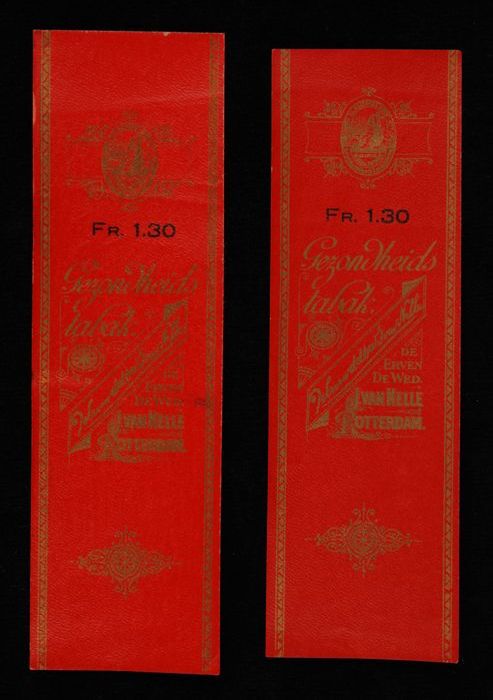 FR. 1.30
Gezondheids
tabak.
DE
ERVEN
DE WED.
J. VAN NELLE
ROTTERDAM.
FR. 1.30
Gezondheids
tabak.
DE
ERVEN
DE WED.
J. VAN NELLE
ROTTERDAM.